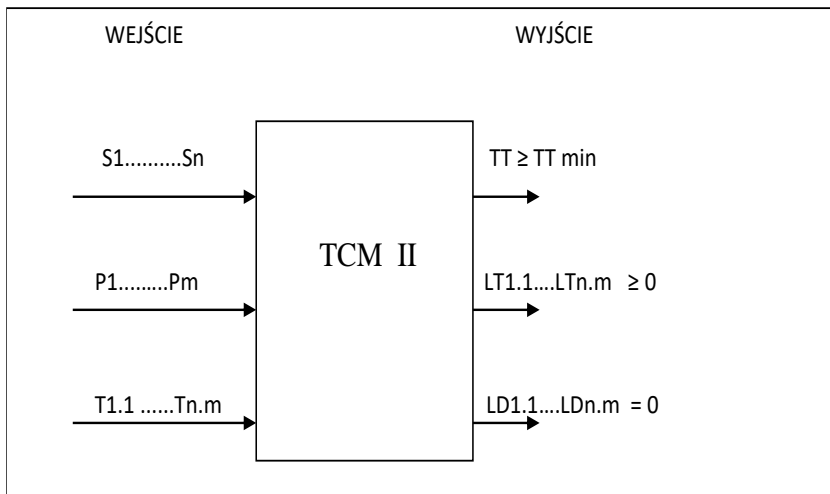 WEJŚCIE WYJŚCIE
S1..........Sn TT ≥ TT min
TCM II
P1.........Pm LT1.1....LTn.m ≥ 0
T1.1 ......Tn.m LD1.1....LDn.m = 0